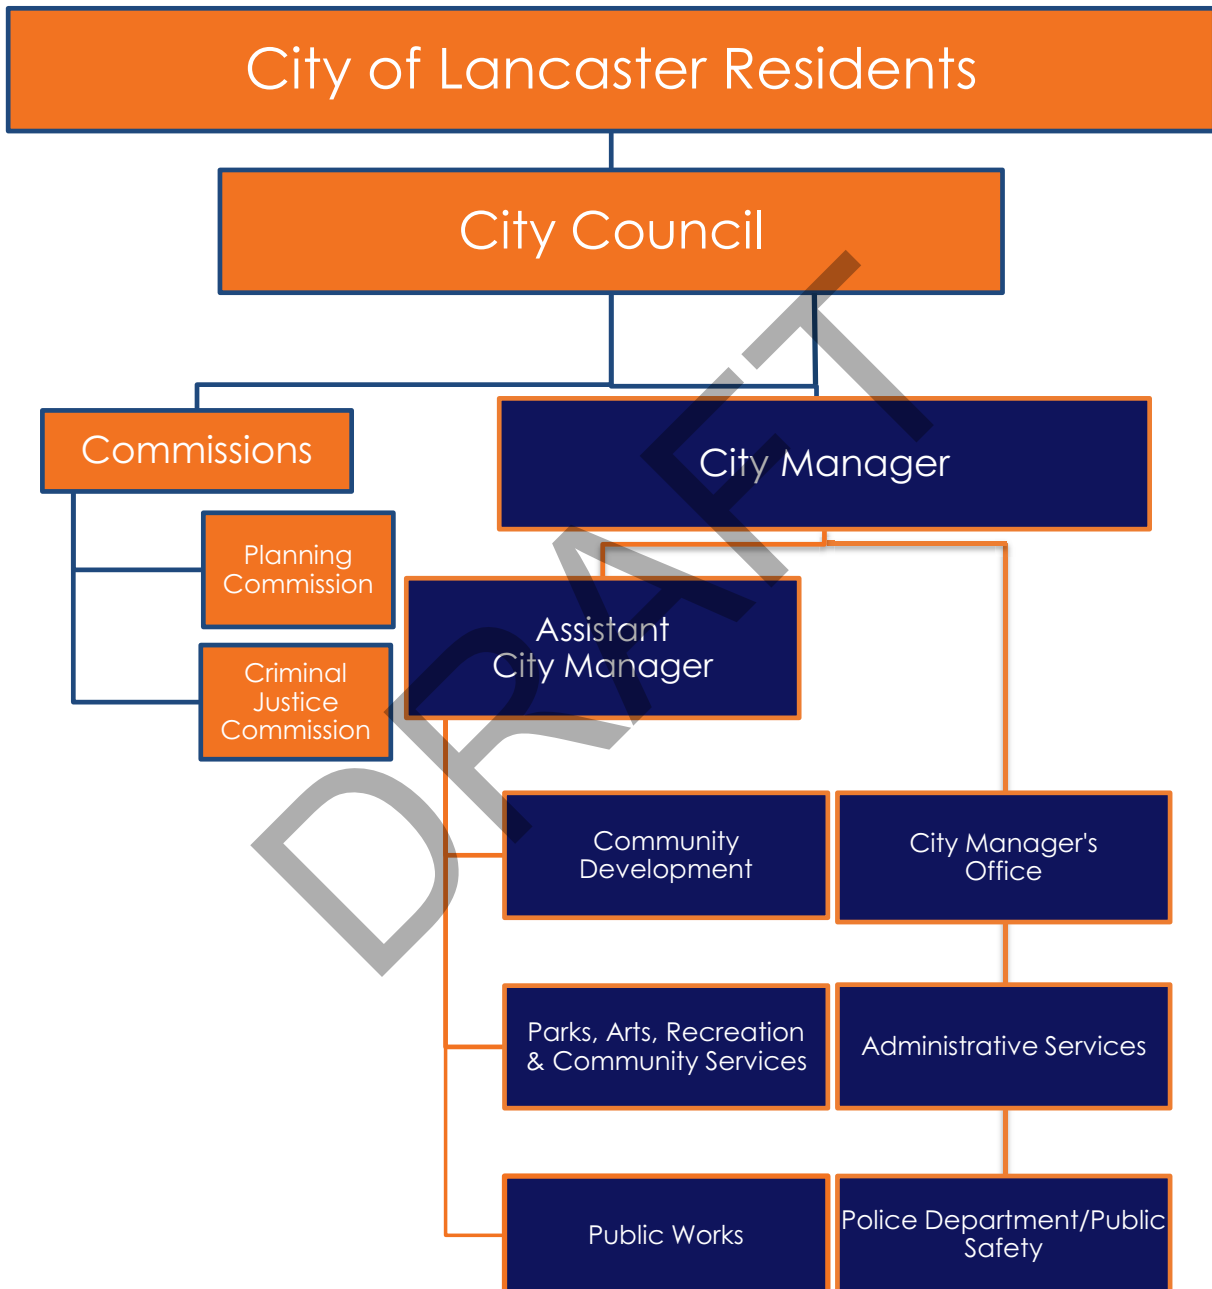 City of Lancaster Residents
City Council
Commissions
City Manager
Planning
Commission
Assistant
City Manager
Criminal
Justice
Commission
DRAFT
Community
Development
City Manager's
Office
Parks, Arts, Recreation
& Community Services
Administrative Services
Public Works
Police Department/Public
Safety